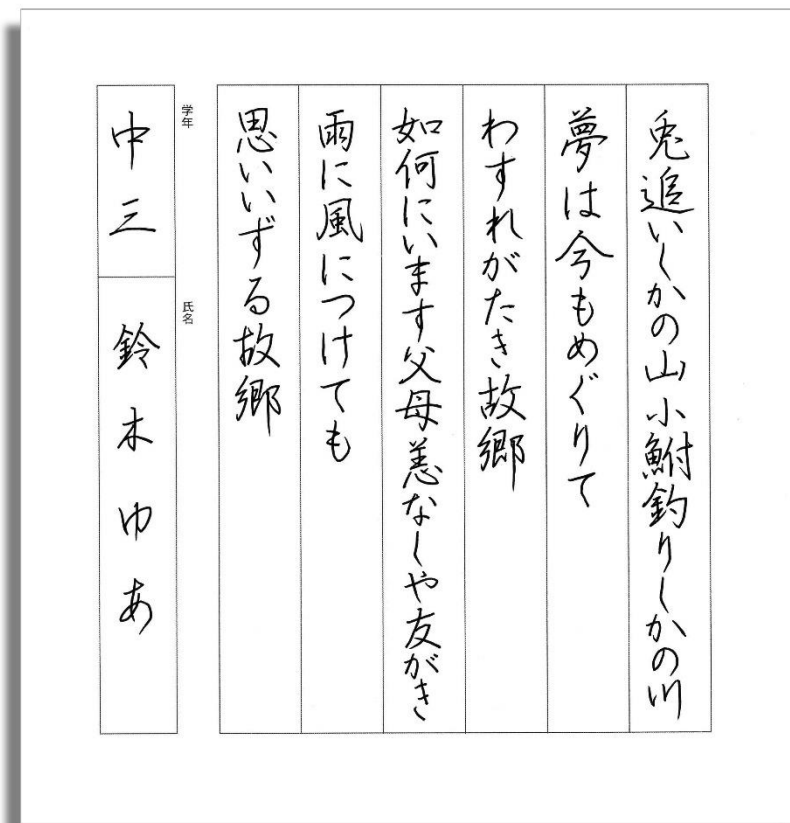 兎追いしかの山小鮒釣りしかの川
夢は今もめぐりて
わすれがたき故郷
如何にいます父母恙なしや友がき
雨に風につけても
思いいずる故郷
学年
中三
氏名
鈴木ゆあ